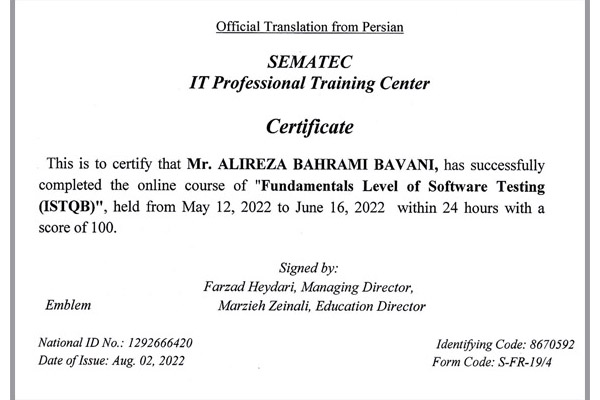 Official Translation from Persian
SEMATEC
IT Professional Training Center
Certificate
This is to certify that Mr. ALIREZA BAHRAMI BAVANI, has successfully
completed the online course of "Fundamentals Level of Software Testing
(ISTQB)", held from May 12, 2022 to June 16, 2022 within 24 hours with a
score of 100.
Signed by:
Farzad Heydari, Managing Director,
Emblem
Marzieh Zeinali, Education Director
National ID No.: 1292666420
Identifying Code: 8670592
Date of Issue: Aug. 02, 2022
Form Code: S-FR-19/4